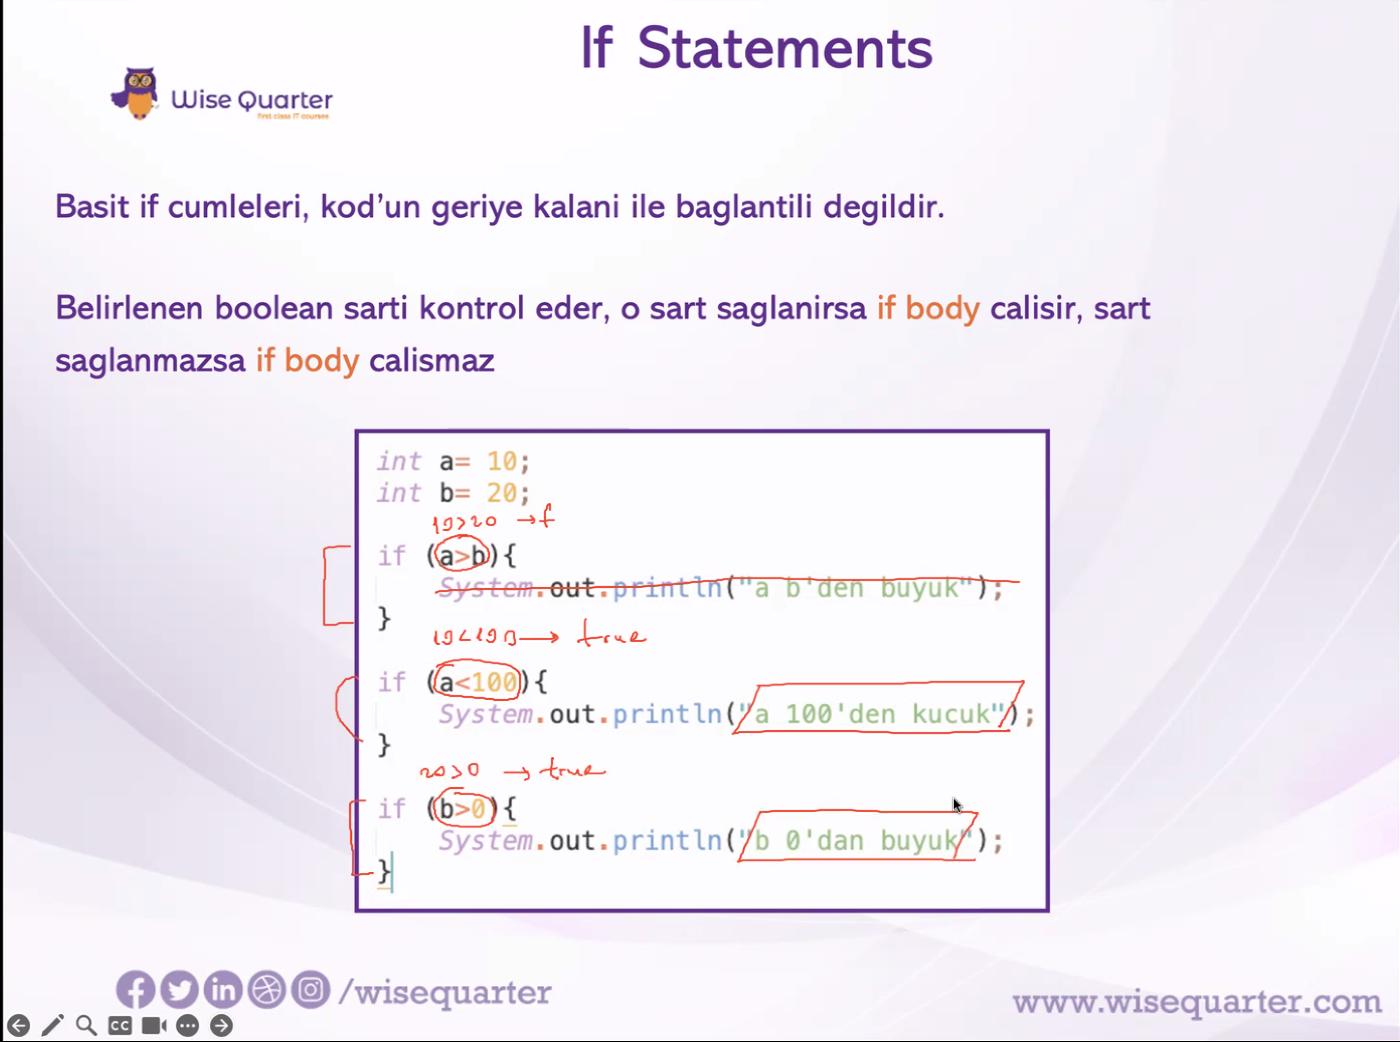 If Statements
Wise Quarter
first class IT courses
Basit if cumleleri, kod'un geriye kalani ile baglantili degildir.
Belirlenen boolean sarti kontrol eder, o sart saglanirsa if body calisir, sart
saglanmazsa if body calismaz
int a= 10;
int b= 20;
10>20 →f
if (a>b){
System.out.println("a b'den buyuk");
}
10<100 → true
if (a<100){
System.out.println("a 100'den kucuk");
}
20>0 → true
if (b>0){
System.out.println("b 0'dan buyuk");
}
/wisequarter
www.wisequarter.com
CC